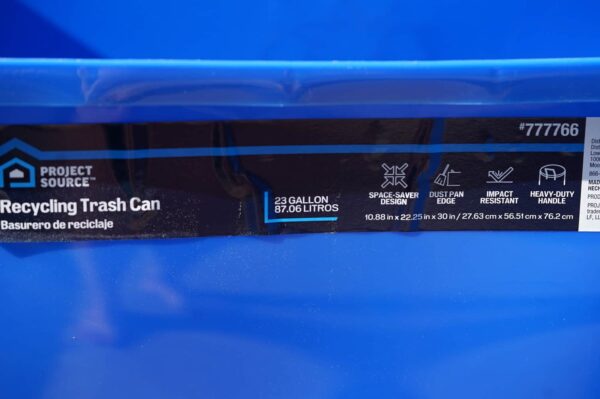 #777766
PROJECT
SOURCE™
Recycling Trash Can
Basurero de reciclaje
23 GALLON
87.06 LITROS
SPACE-SAVER
DESIGN
DUST PAN
EDGE
IMPACT
RESISTANT
HEAVY-DUTY
HANDLE
10.88 in x 22.25 in x 30 in / 27.63 cm x 56.51 cm x 76.2 cm